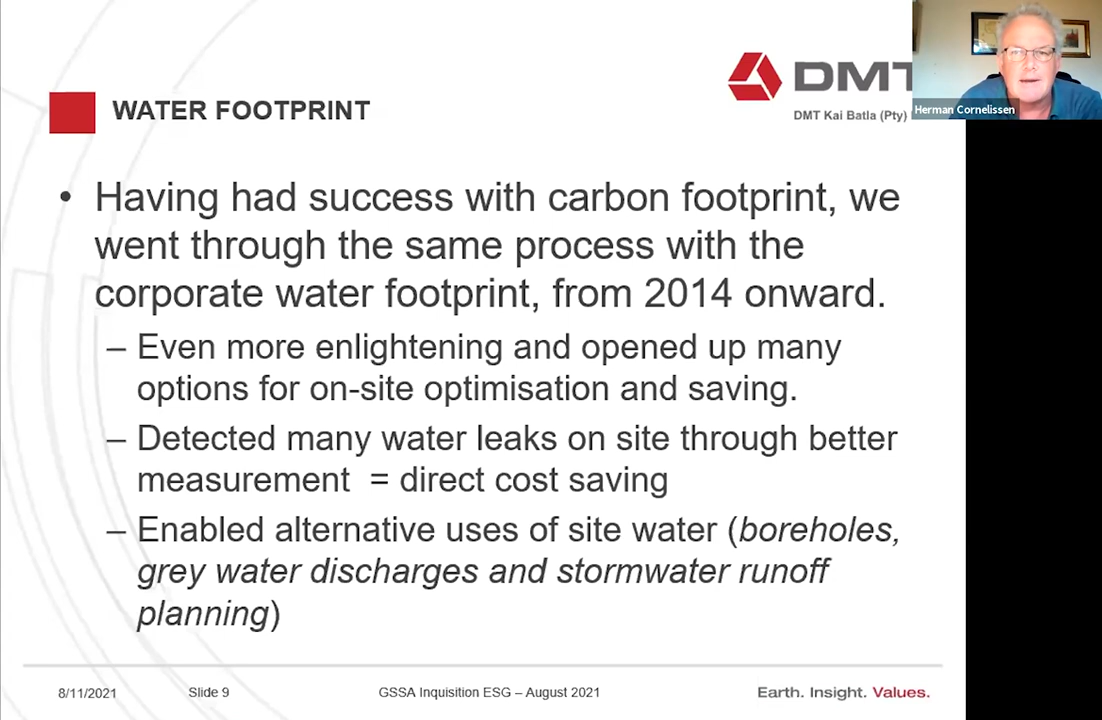 WATER FOOTPRINT
DMT
DMT Kai Batla (Pty)
Herman Cornelissen
• Having had success with carbon footprint, we
went through the same process with the
corporate water footprint, from 2014 onward.
– Even more enlightening and opened up many
options for on-site optimisation and saving.
– Detected many water leaks on site through better
measurement = direct cost saving
– Enabled alternative uses of site water (boreholes,
grey water discharges and stormwater runoff
planning)
8/11/2021
Slide 9
GSSA Inquisition ESG – August 2021
Earth. Insight. Values.